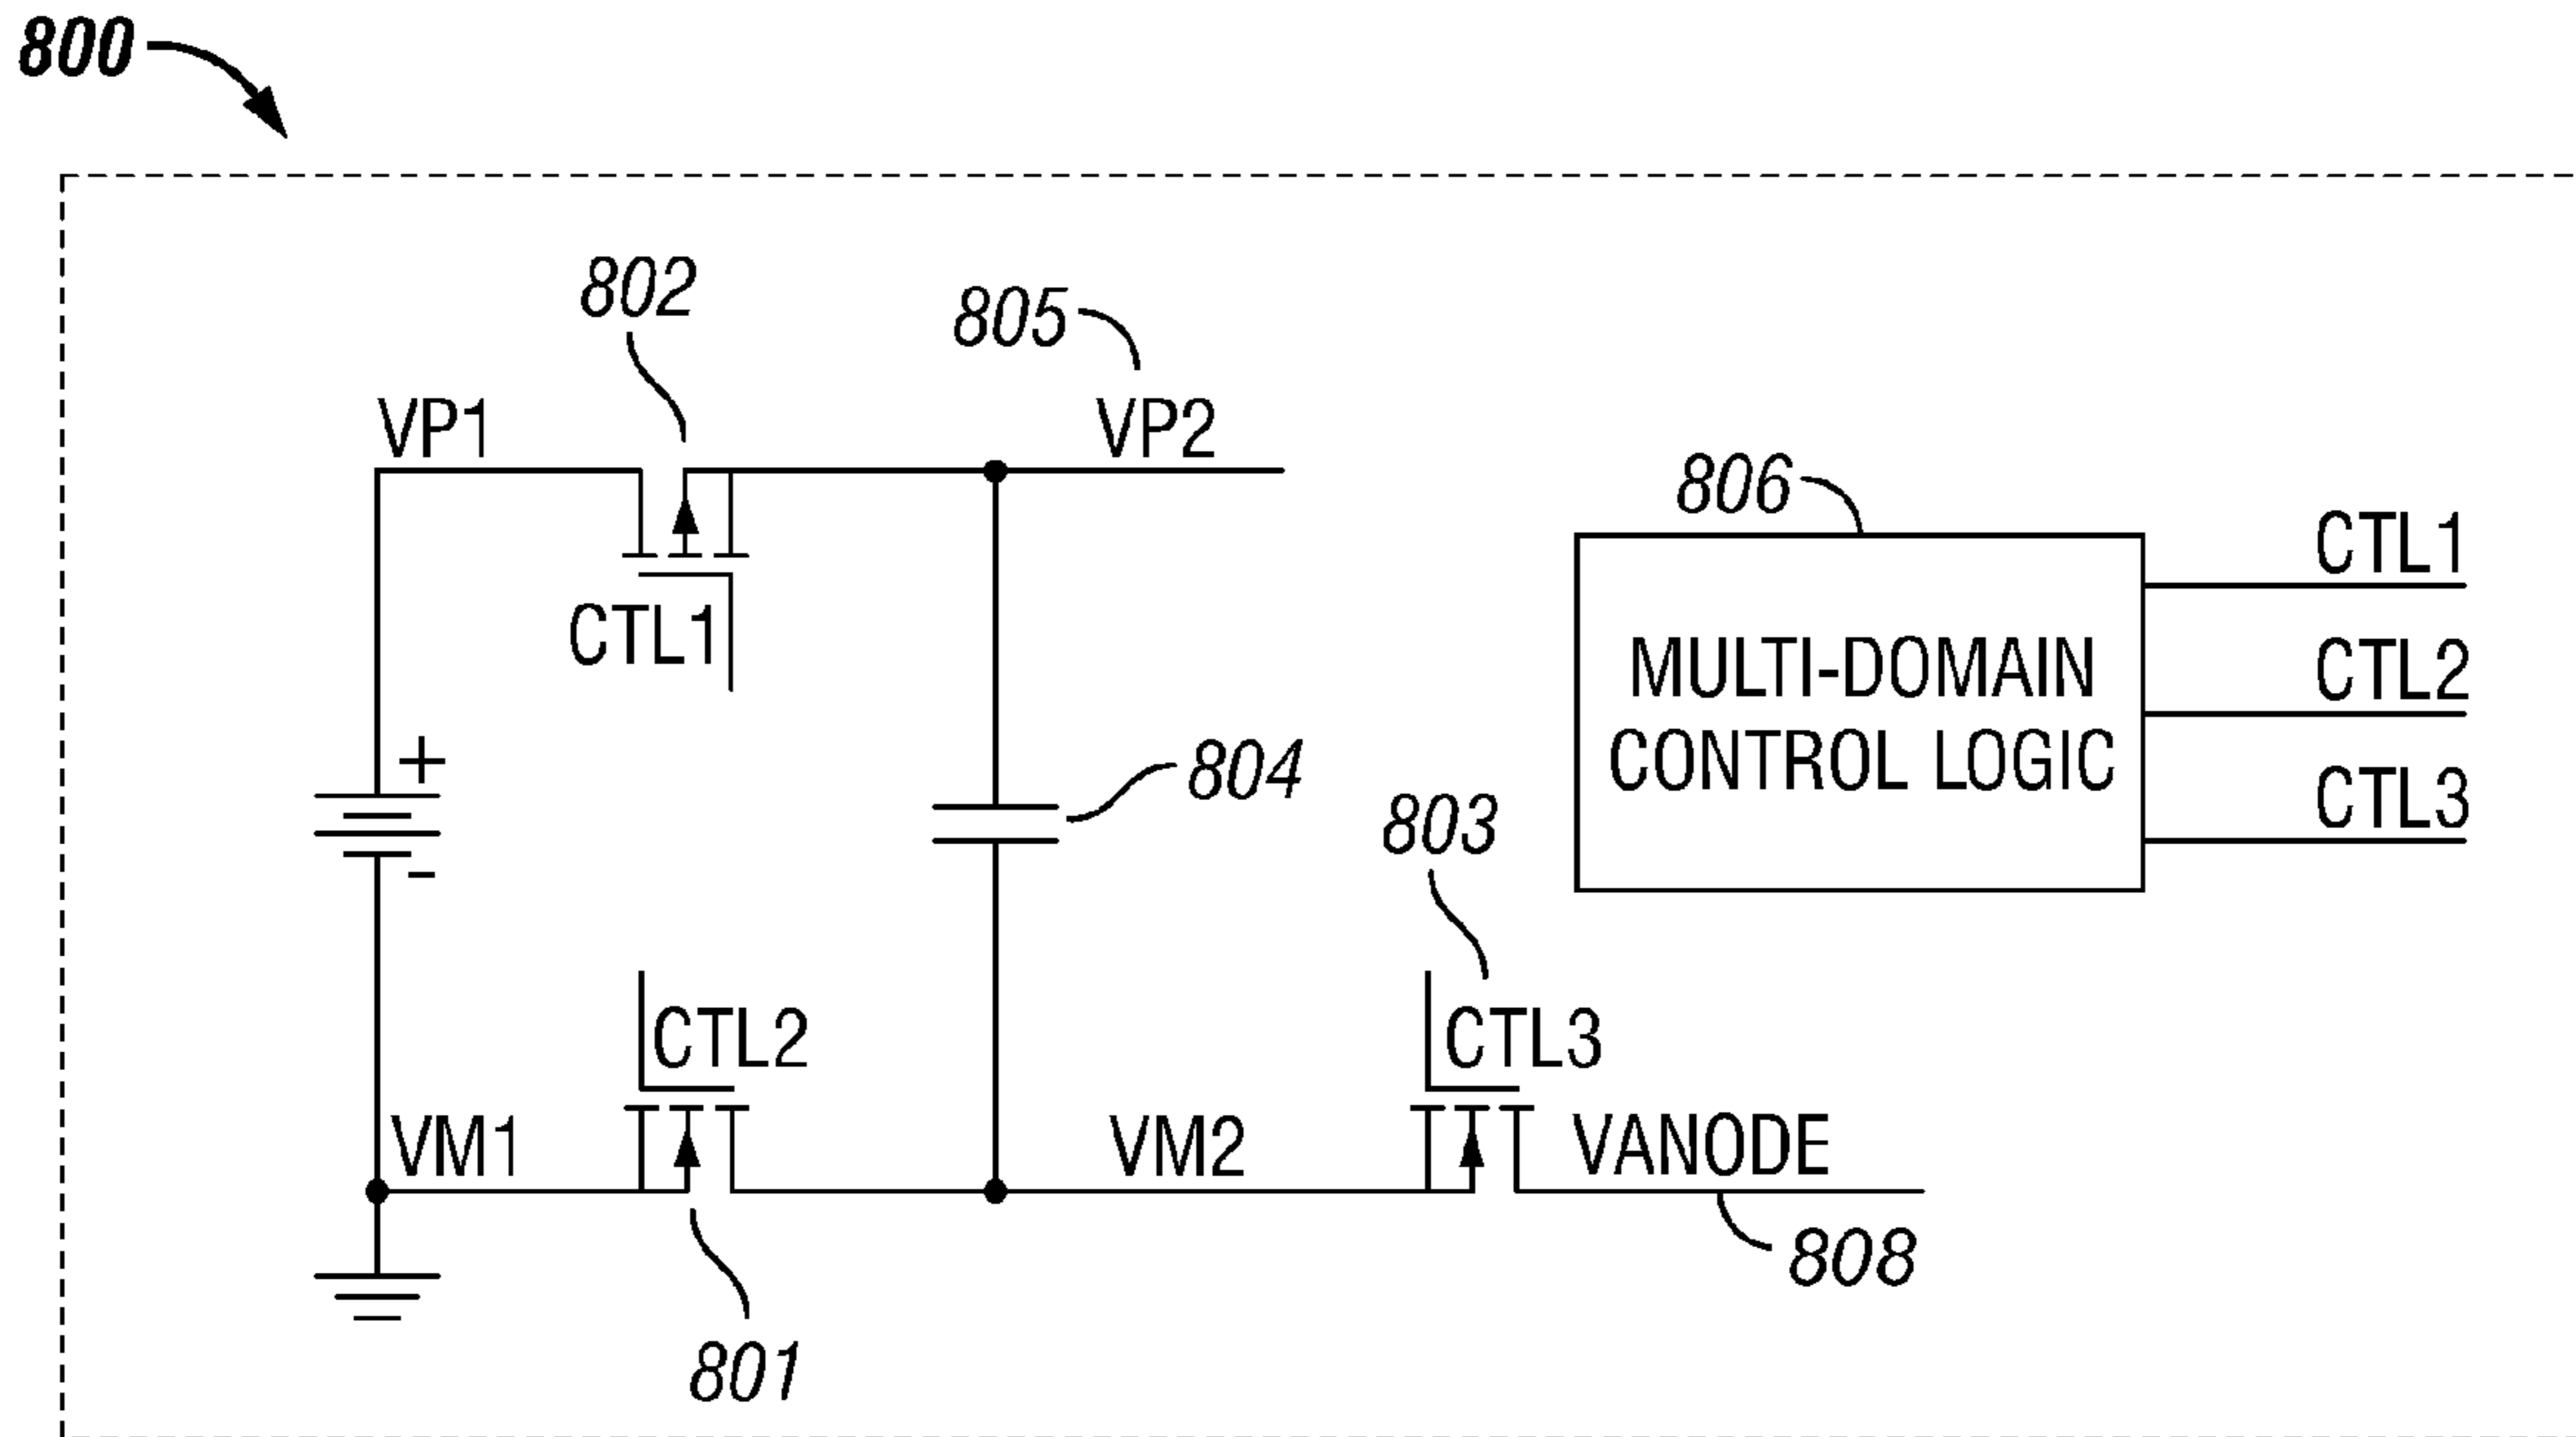 800
802
805
VP1
VP2
806
CTL1
CTL1
MULTI-DOMAIN
CONTROL LOGIC
CTL2
CTL3
+
-
804
803
CTL2
CTL3
VM1
VM2
VANODE
808
801